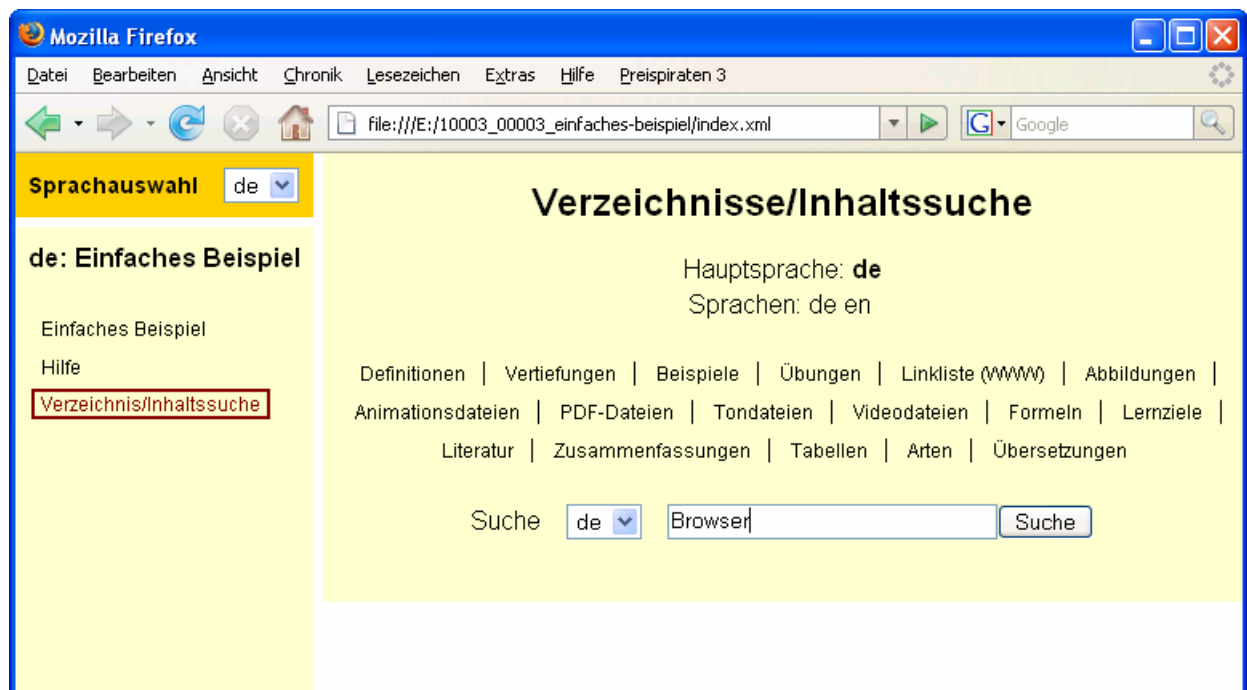 Mozilla Firefox
Datei Bearbeiten Ansicht Chronik Lesezeichen Extras Hilfe Preispiraten 3
file:///E:/10003_00003_einfaches-beispiel/index.xml G Google
Sprachauswahl de
de: Einfaches Beispiel
Einfaches Beispiel
Hilfe
Verzeichnis/Inhaltssuche
Verzeichnisse/Inhaltssuche
Hauptsprache: de
Sprachen: de en
Definitionen | Vertiefungen | Beispiele | Übungen | Linkliste (WWW) | Abbildungen |
Animationsdateien | PDF-Dateien | Tondateien | Videodateien | Formeln | Lernziele |
Literatur | Zusammenfassungen | Tabellen | Arten | Übersetzungen
Suche de Browser Suche